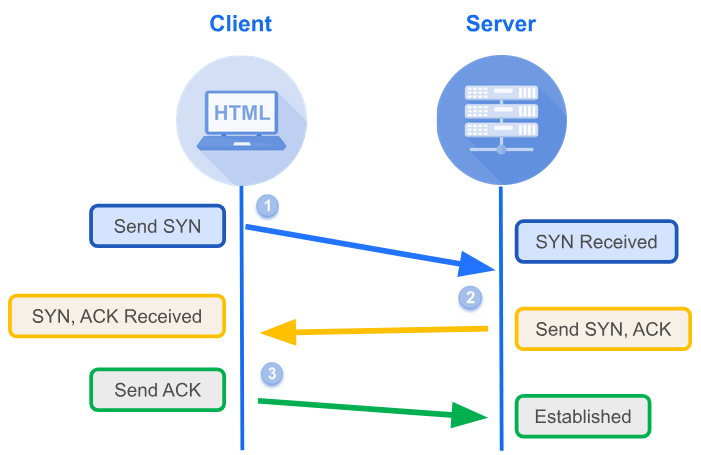 Client
Server
HTML
1
Send SYN
SYN Received
2
SYN, ACK Received
Send SYN, ACK
3
Send ACK
Established